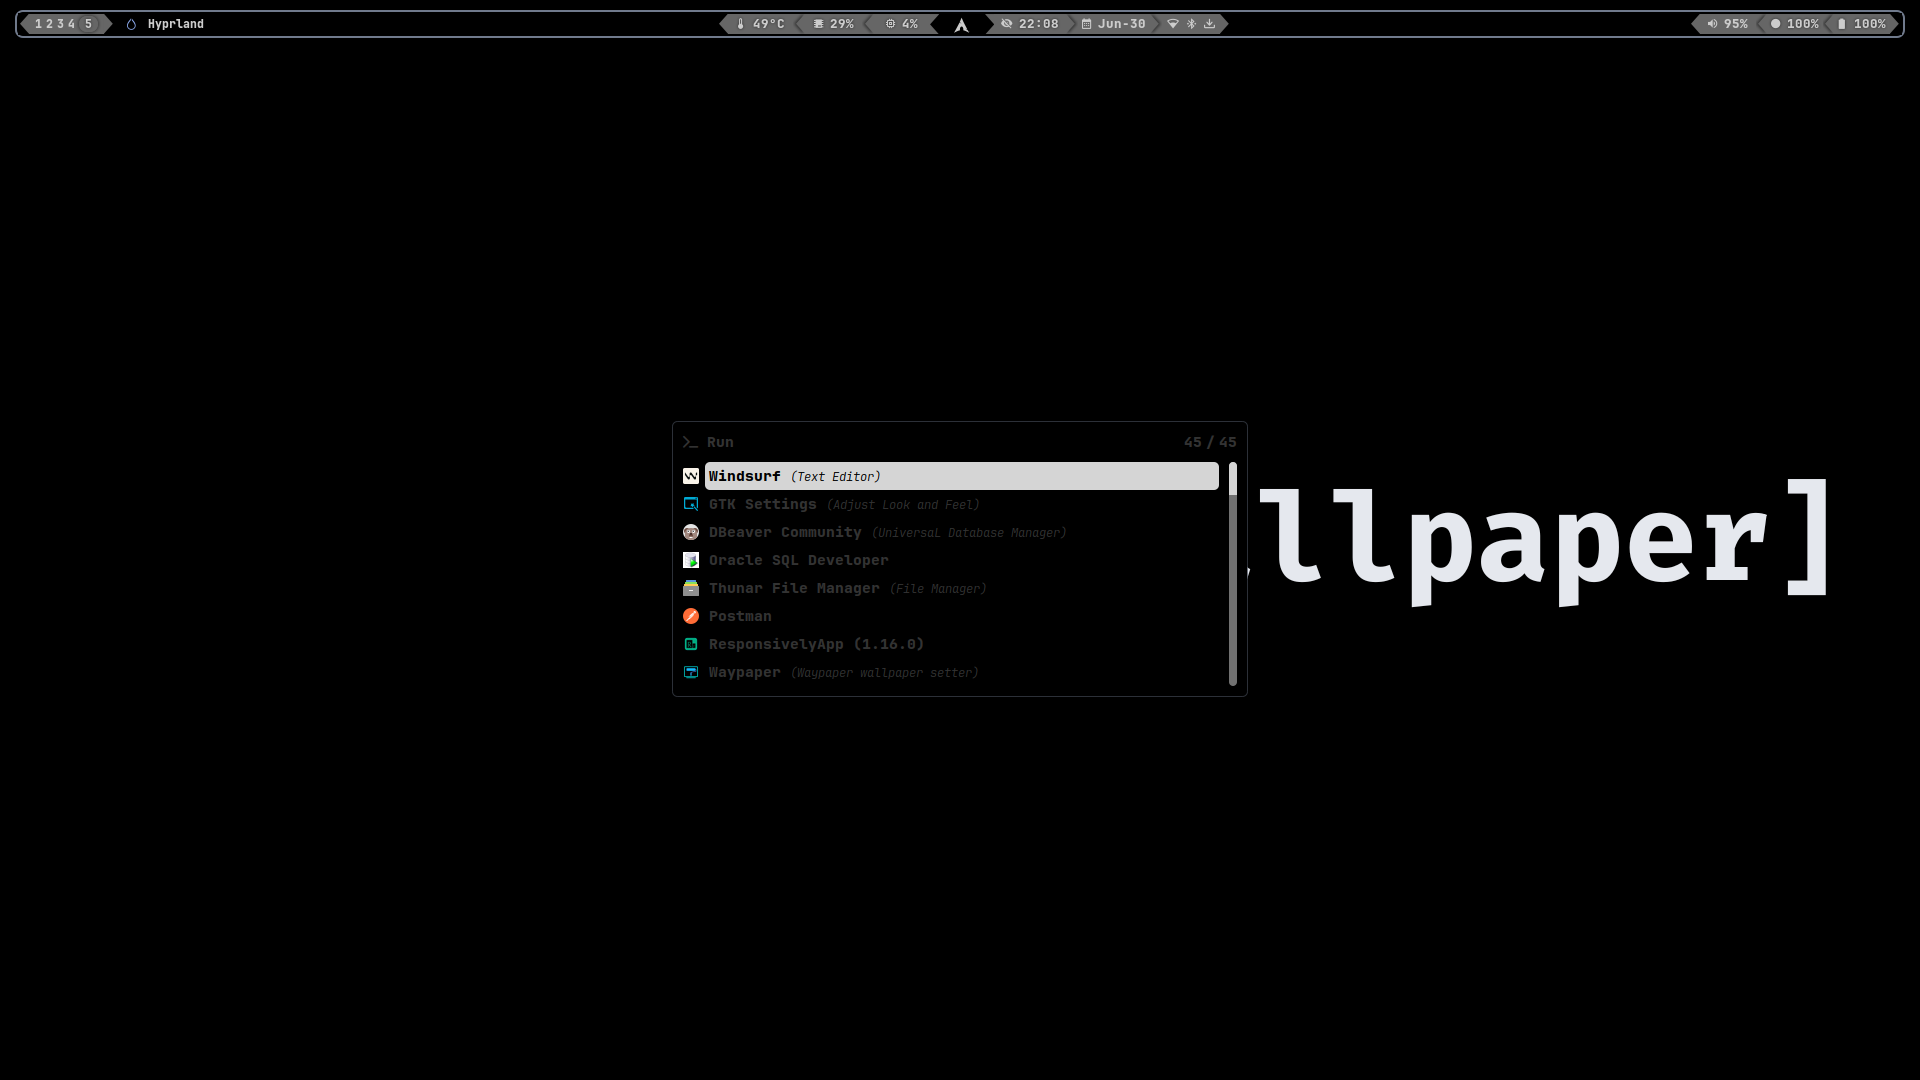 1 2 3 4 5 Hyprland 49°C 29% 4% 22:08 Jun-30 95% 100% 100%
Run 45 / 45
Windsurf (Text Editor)
GTK Settings (Adjust Look and Feel)
DBeaver Community (Universal Database Manager)
Oracle SQL Developer
Thunar File Manager (File Manager)
Postman
ResponsivelyApp (1.16.0)
Waypaper (Waypaper wallpaper setter)
llpaper]